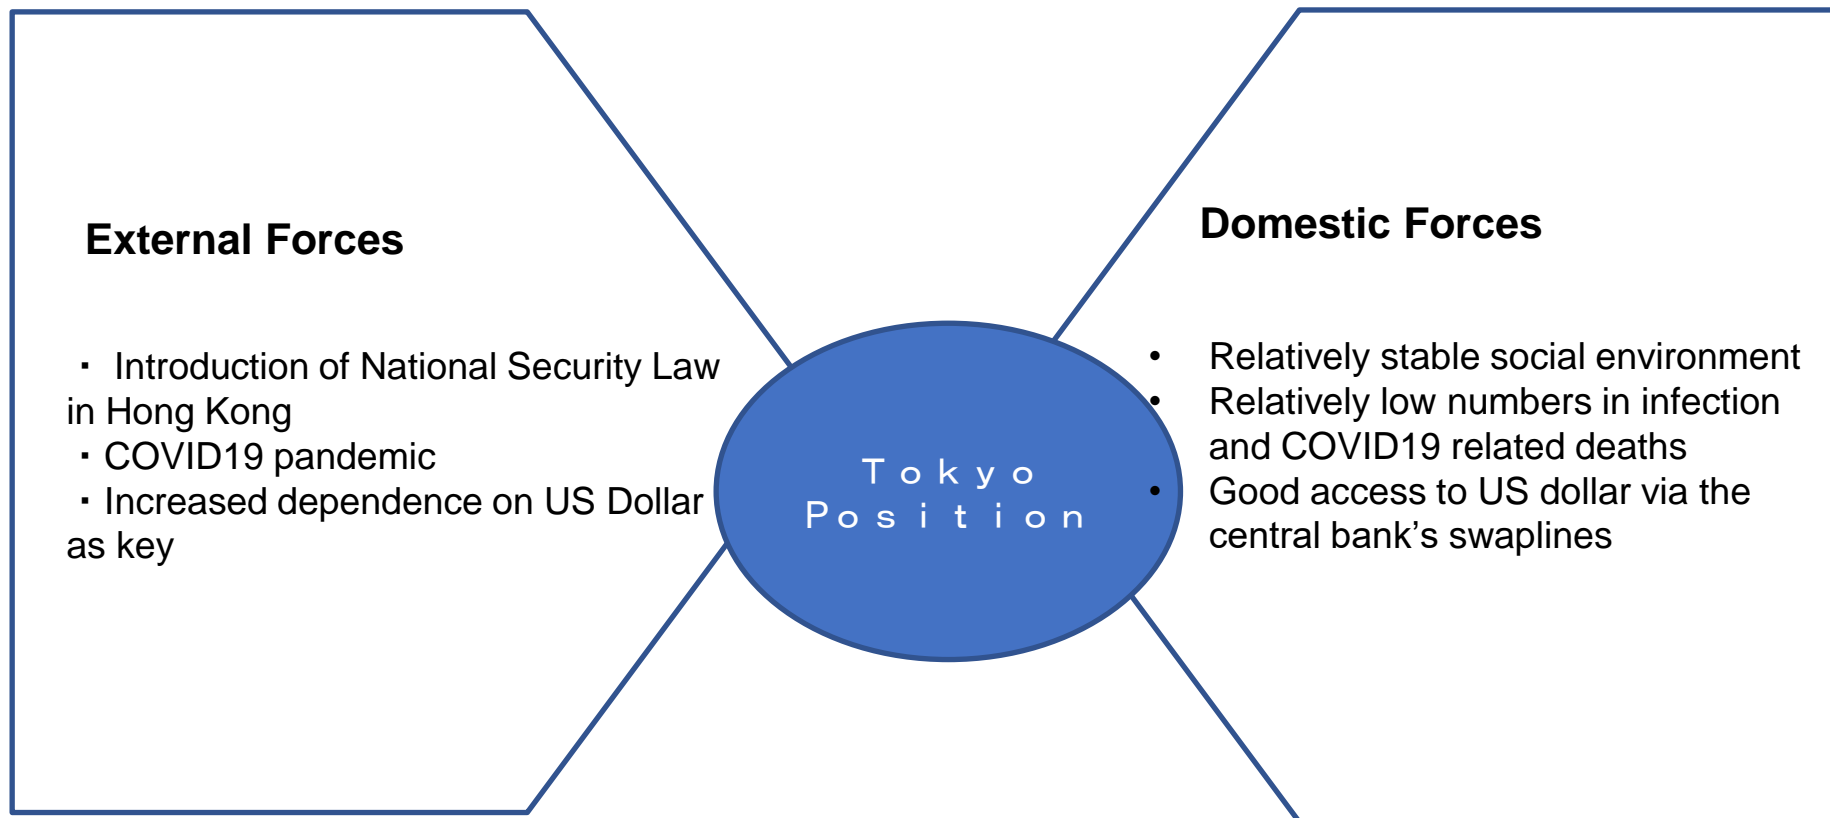 External Forces
・ Introduction of National Security Law
in Hong Kong
・COVID19 pandemic
・Increased dependence on US Dollar
as key
Tokyo
Position
Domestic Forces
• Relatively stable social environment
• Relatively low numbers in infection
and COVID19 related deaths
• Good access to US dollar via the
central bank’s swaplines